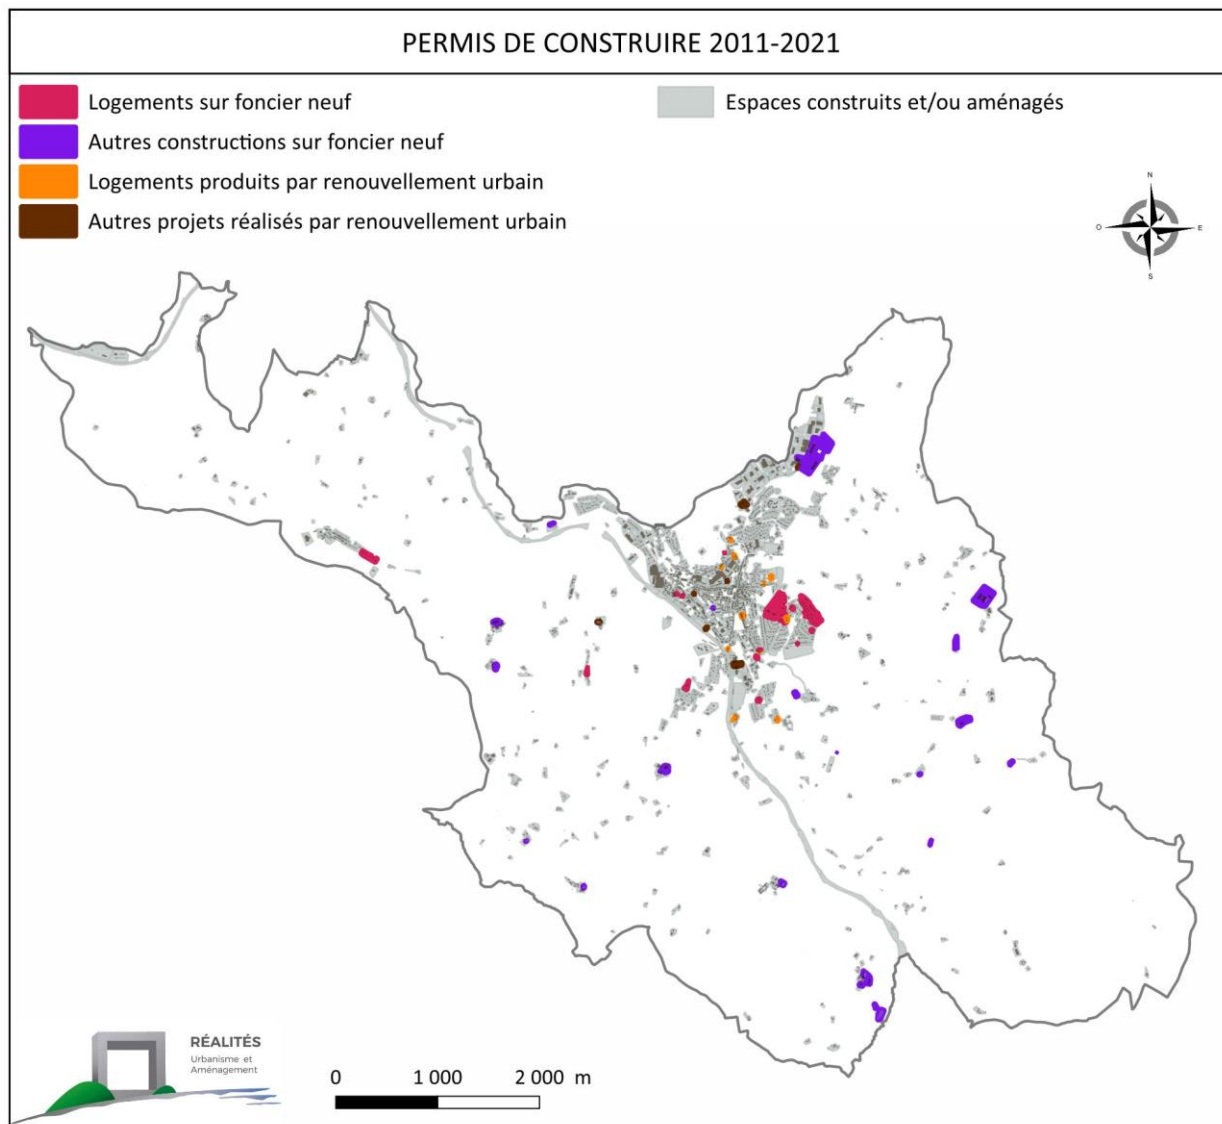 PERMIS DE CONSTRUIRE 2011-2021
Logements sur foncier neuf
Autres constructions sur foncier neuf
Logements produits par renouvellement urbain
Autres projets réalisés par renouvellement urbain
Espaces construits et/ou aménagés
N
O
E
S
RÉALITÉS
Urbanisme et
Aménagement
0 1 000 2 000 m